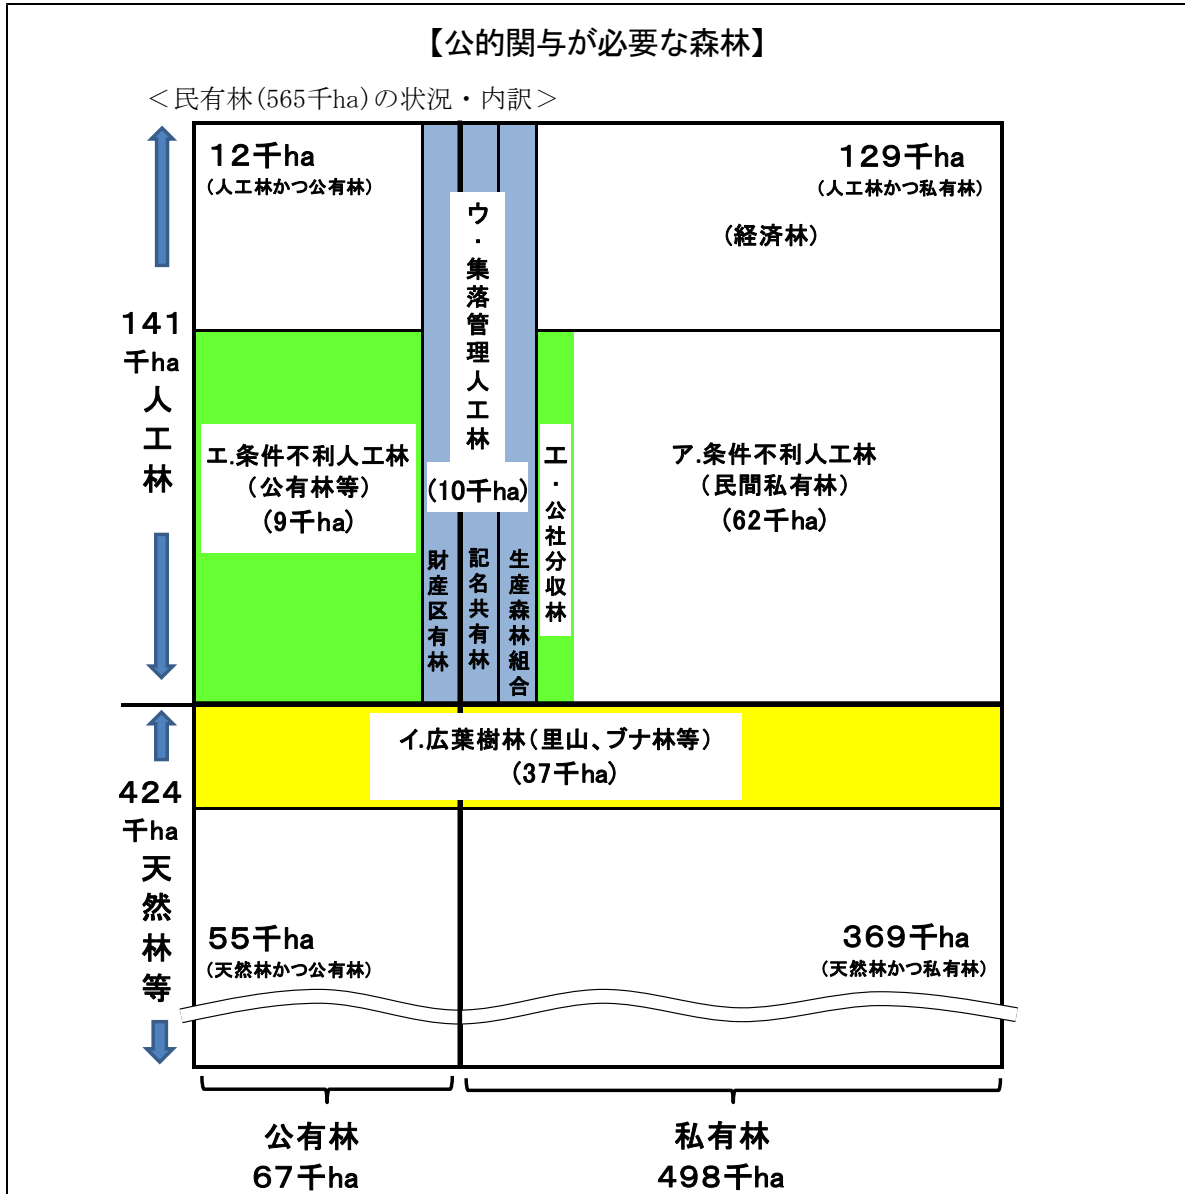 【公的関与が必要な森林】
＜民有林(565千ha)の状況・内訳＞
12千ha
（人工林かつ公有林）
129千ha
（人工林かつ私有林）
（経済林）
141
千ha
人工林
ウ.集落管理人工林
（10千ha）
エ.条件不利人工林
（公有林等）
（9千ha）
財産区有林
記名共有林
生産森林組合
エ.公社分収林
ア.条件不利人工林
（民間私有林）
（62千ha）
イ.広葉樹林（里山、ブナ林等）
（37千ha）
424
千ha
天然林等
55千ha
（天然林かつ公有林）
369千ha
（天然林かつ私有林）
公有林
67千ha
私有林
498千ha